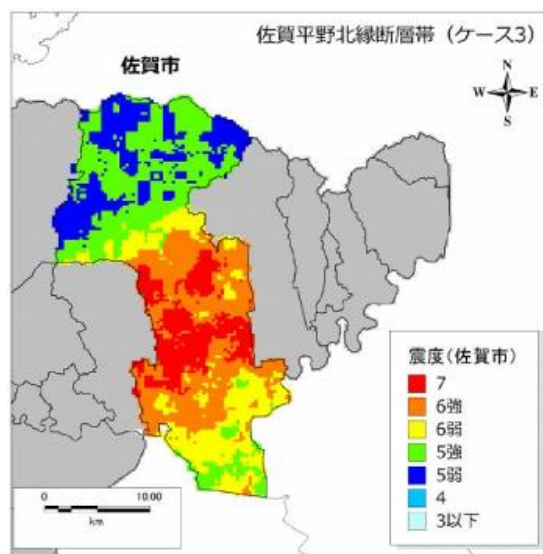 佐賀平野北縁断層帯（ケース3）
佐賀市
N
W E
S
震度(佐賀市)
7
6強
6弱
5強
5弱
4
3以下
0 10.00
km